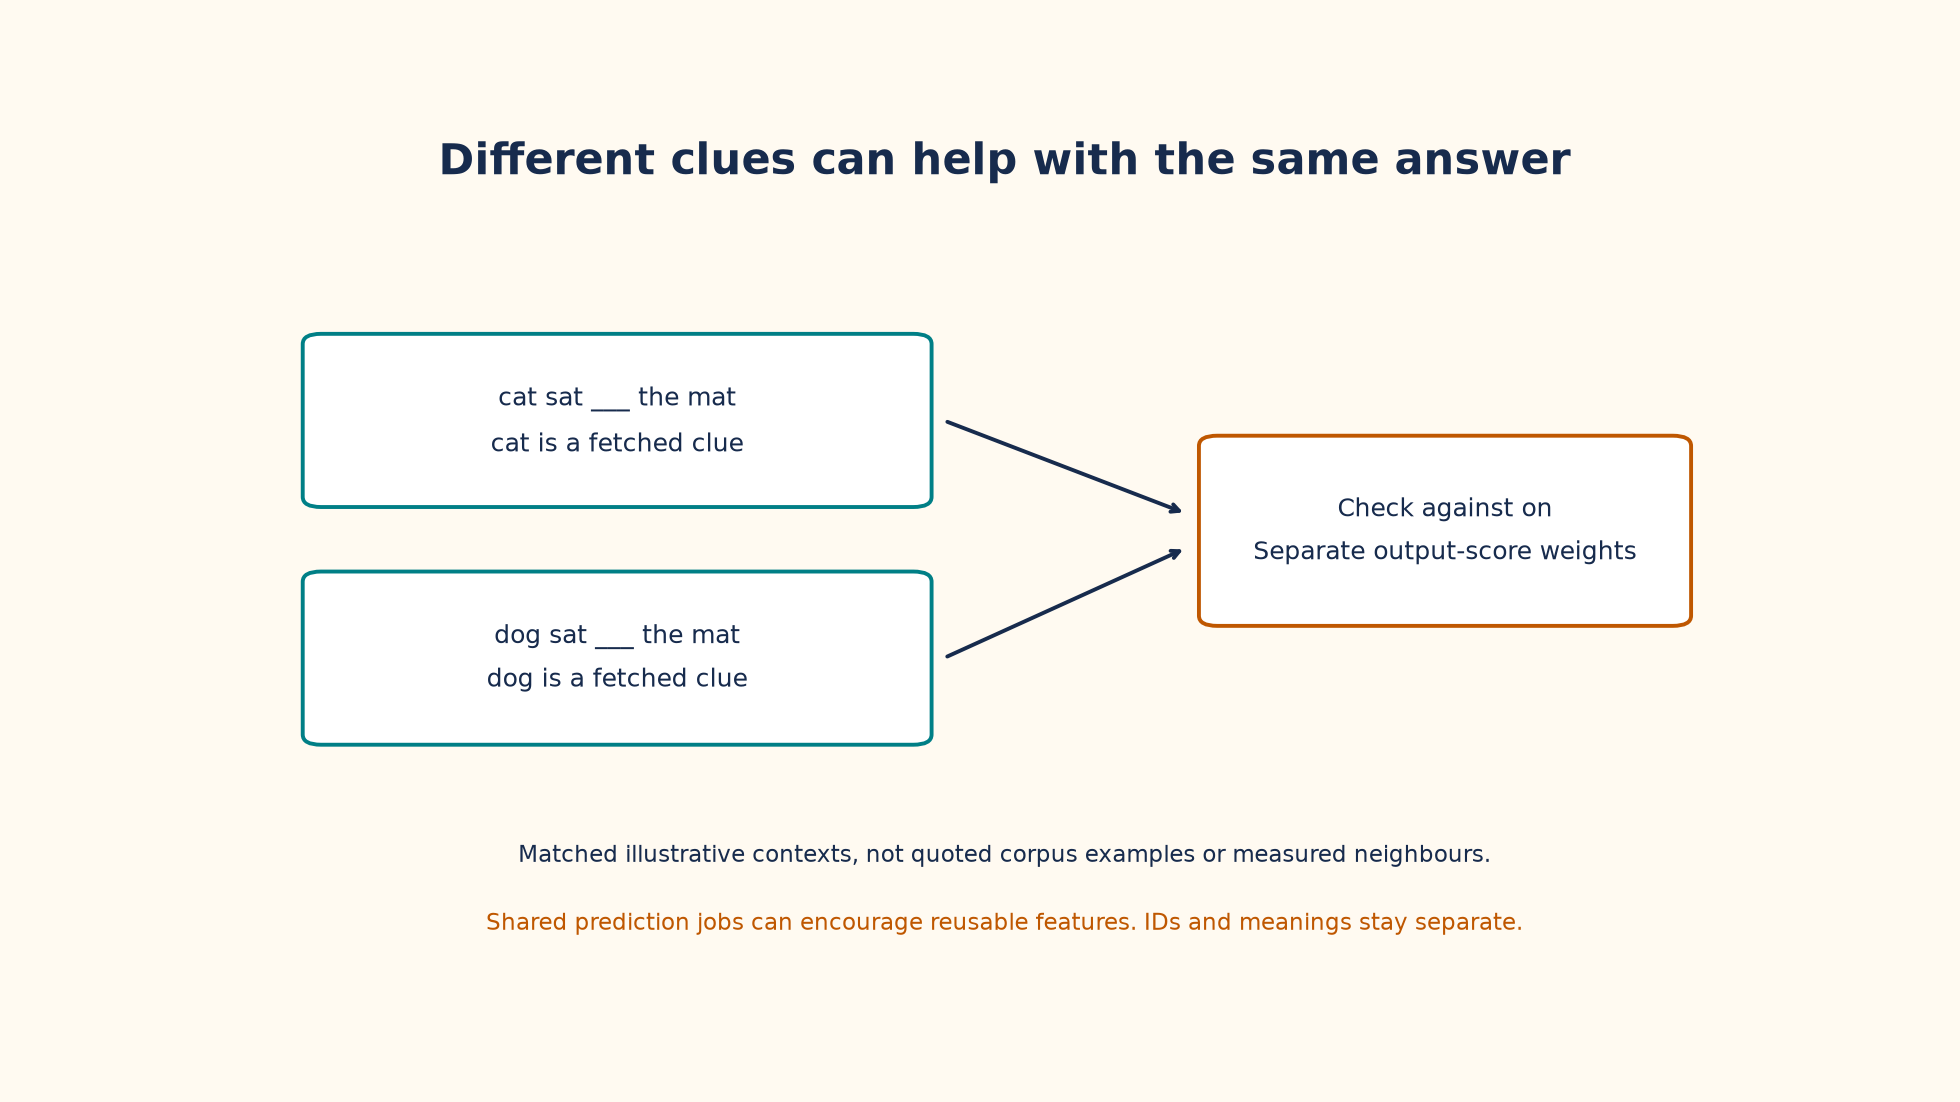 Different clues can help with the same answer
cat sat ___ the mat
cat is a fetched clue
dog sat ___ the mat
dog is a fetched clue
Check against on
Separate output-score weights
Matched illustrative contexts, not quoted corpus examples or measured neighbours.
Shared prediction jobs can encourage reusable features. IDs and meanings stay separate.